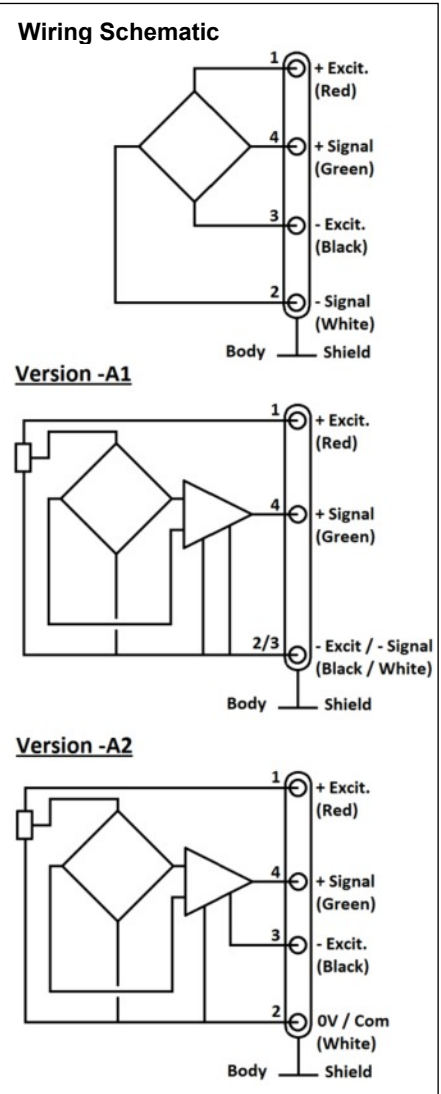 Wiring Schematic
1
+ Excit.
(Red)
4
+ Signal
(Green)
3
- Excit.
(Black)
2
- Signal
(White)
Body
Shield
Version -A1
1
+ Excit.
(Red)
4
+ Signal
(Green)
2/3
- Excit / - Signal
(Black / White)
Body
Shield
Version -A2
1
+ Excit.
(Red)
4
+ Signal
(Green)
3
- Excit.
(Black)
2
0V / Com
(White)
Body
Shield